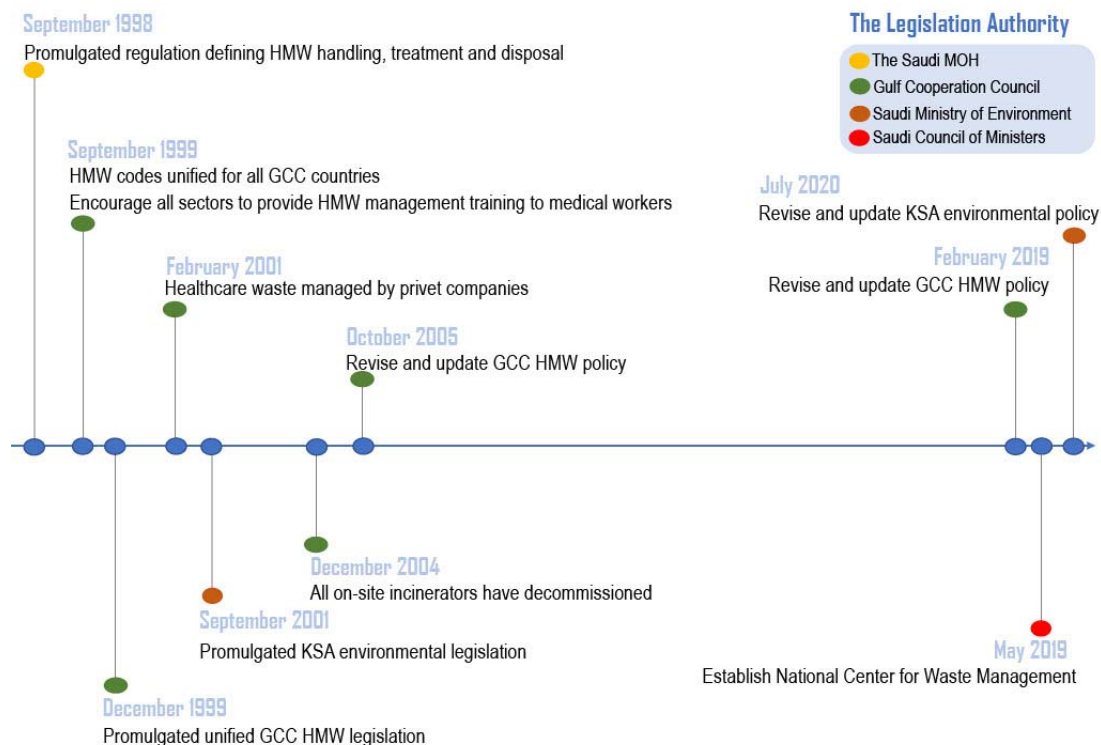 September 1998
Promulgated regulation defining HMW handling, treatment and disposal
The Legislation Authority
The Saudi MOH
Gulf Cooperation Council
Saudi Ministry of Environment
Saudi Council of Ministers
September 1999
HMW codes unified for all GCC countries
Encourage all sectors to provide HMW management training to medical workers
July 2020
Revise and update KSA environmental policy
February 2001
Healthcare waste managed by privet companies
February 2019
Revise and update GCC HMW policy
October 2005
Revise and update GCC HMW policy
December 2004
All on-site incinerators have decommissioned
September 2001
Promulgated KSA environmental legislation
May 2019
Establish National Center for Waste Management
December 1999
Promulgated unified GCC HMW legislation